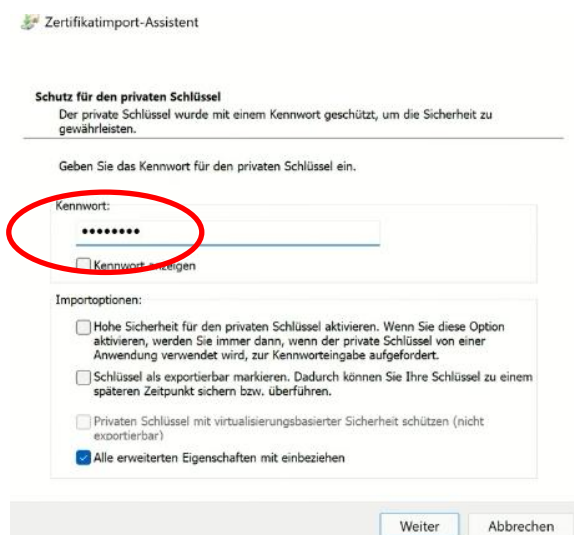 Zertifikatimport-Assistent
Schutz für den privaten Schlüssel
Der private Schlüssel wurde mit einem Kennwort geschützt, um die Sicherheit zu
gewährleisten.
Geben Sie das Kennwort für den privaten Schlüssel ein.
Kennwort:
••••••••
Kennwort anzeigen
Importoptionen:
Hohe Sicherheit für den privaten Schlüssel aktivieren. Wenn Sie diese Option
aktivieren, werden Sie immer dann, wenn der private Schlüssel von einer
Anwendung verwendet wird, zur Kennworteingabe aufgefordert.
Schlüssel als exportierbar markieren. Dadurch können Sie Ihre Schlüssel zu einem
späteren Zeitpunkt sichern bzw. überführen.
Privaten Schlüssel mit virtualisierungsbasierter Sicherheit schützen (nicht
exportierbar)
Alle erweiterten Eigenschaften mit einbeziehen
Weiter Abbrechen